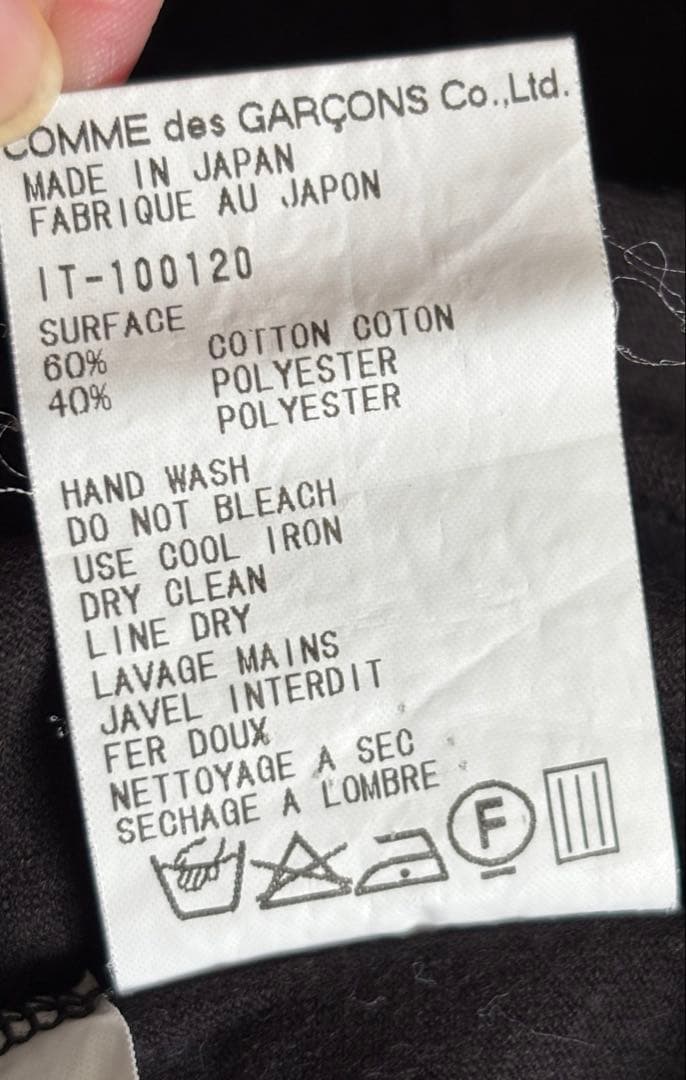 COMME des GARÇONS Co.,Ltd.
MADE IN JAPAN
FABRIQUE AU JAPON
IT-100120
SURFACE
60% COTTON COTON
40% POLYESTER
POLYESTER
HAND WASH
DO NOT BLEACH
USE COOL IRON
DRY CLEAN
LINE DRY
LAVAGE MAINS
JAVEL INTERDIT
FER DOUX
NETTOYAGE A SEC
SECHAGE A LOMBRE
F